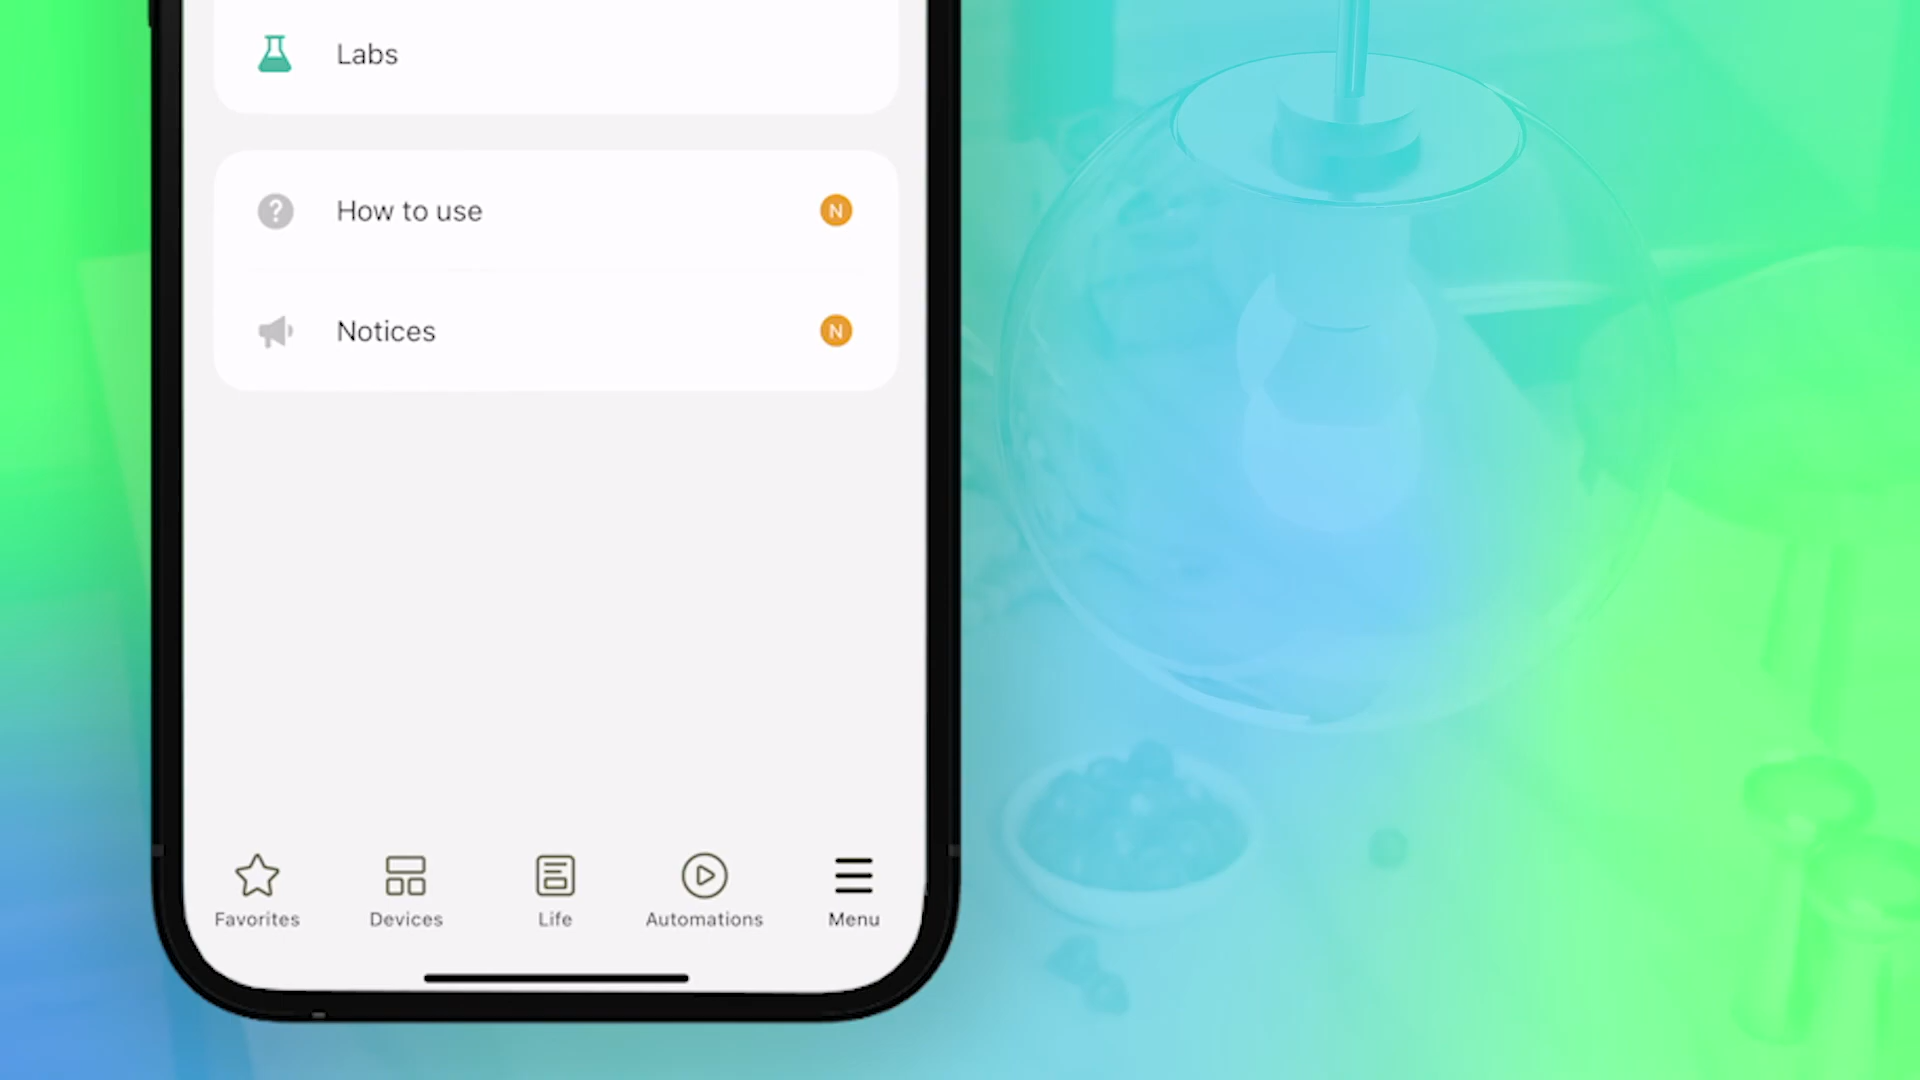 Labs
How to use
N
Notices
N
Favorites
Devices
Life
Automations
Menu